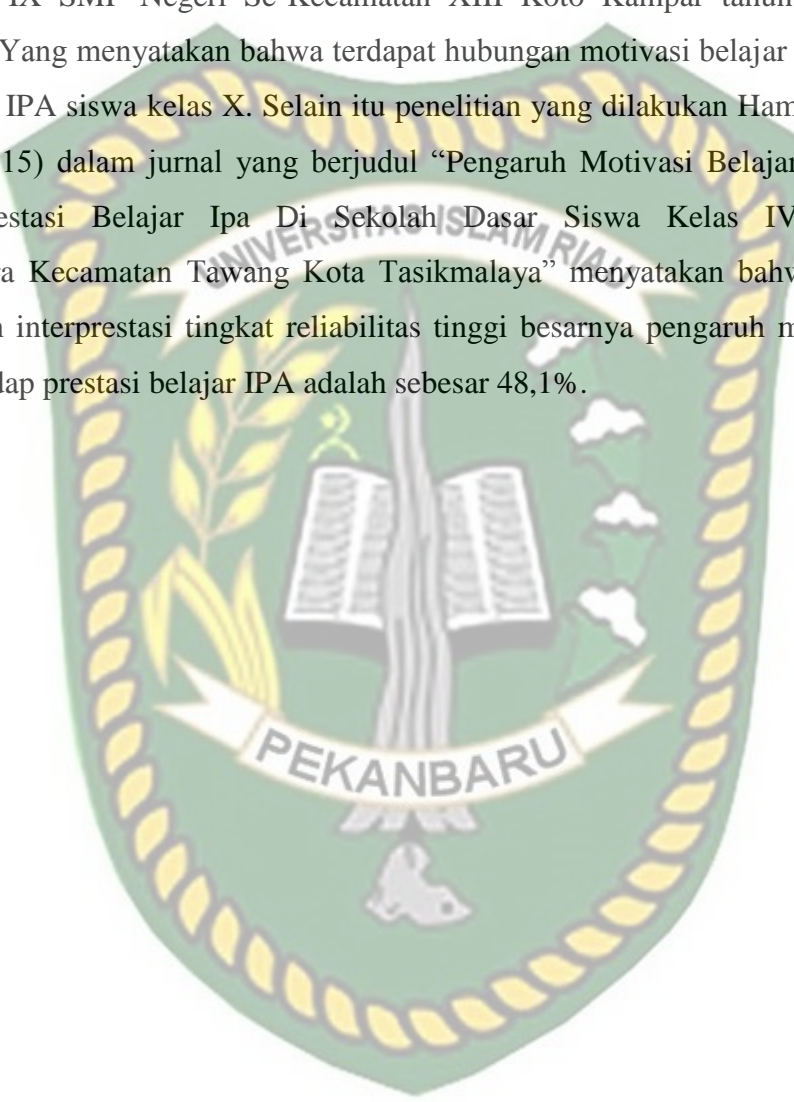 IX SMP Negeri Se-Kecamatan XIII Koto Kampar tahun
Yang menyatakan bahwa terdapat hubungan motivasi belajar
IPA siswa kelas X. Selain itu penelitian yang dilakukan Ham
15) dalam jurnal yang berjudul “Pengaruh Motivasi Belajar
estasi Belajar Ipa Di Sekolah Dasar Siswa Kelas IV
UNIVERSITAS ISLAM RIAU
a Kecamatan Tawang Kota Tasikmalaya” menyatakan bahw
interprestasi tingkat reliabilitas tinggi besarnya pengaruh m
dap prestasi belajar IPA adalah sebesar 48,1%.
PEKANBARU